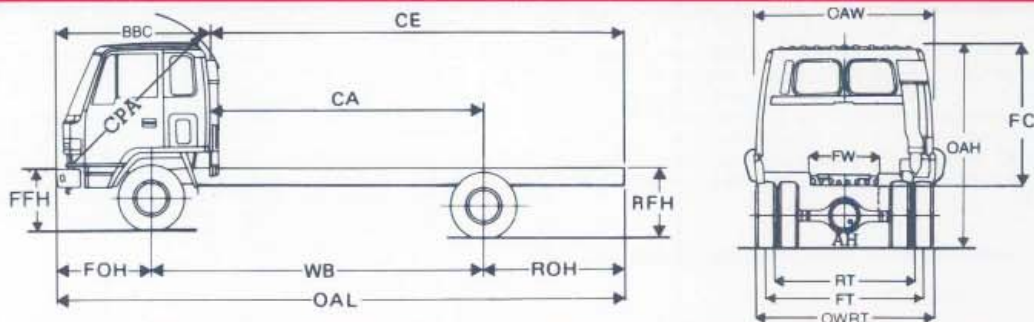 BBC CE
CPA
CA
FFH RFH
FOH WB ROH
OAL
OAW
FC
OAH
FW
AH
RT
FT
OWRT